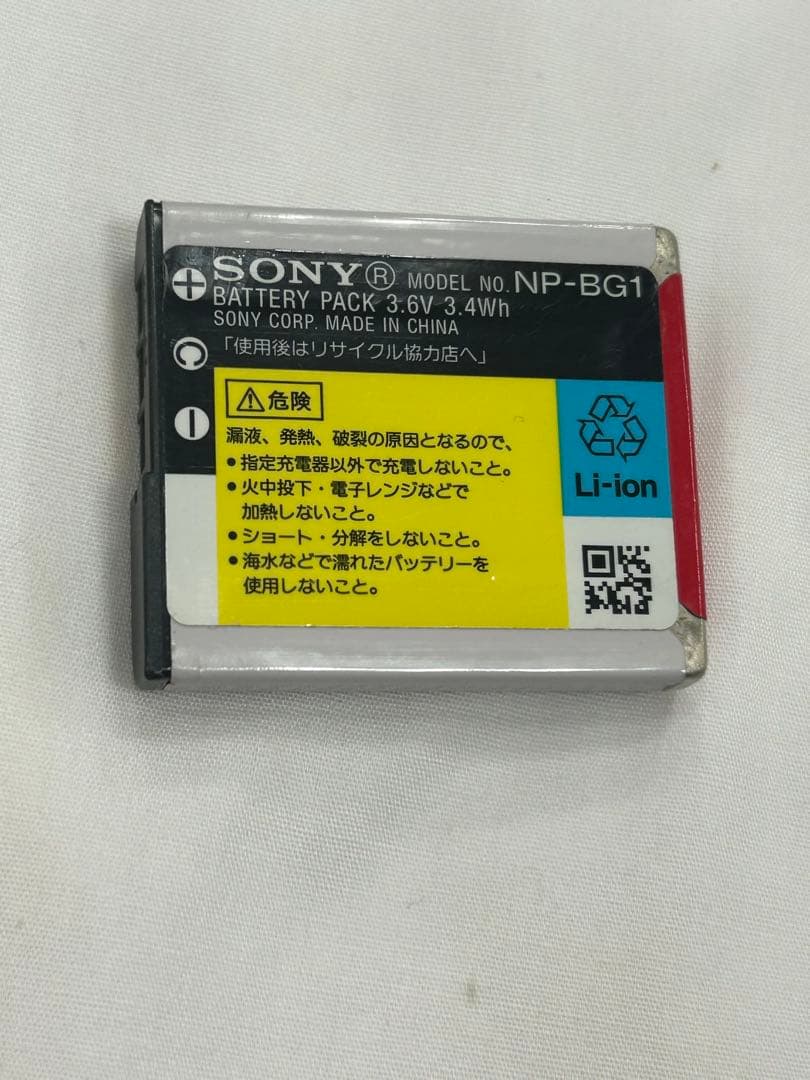 SONY® MODEL NO. NP-BG1
BATTERY PACK 3.6V 3.4Wh
SONY CORP. MADE IN CHINA
「使用後はリサイクル協力店へ」
⚠危険
漏液、発熱、破裂の原因となるので、
●指定充電器以外で充電しないこと。
●火中投下・電子レンジなどで
加熱しないこと。
●ショート・分解をしないこと。
●海水などで濡れたバッテリーを
使用しないこと。
Li-ion